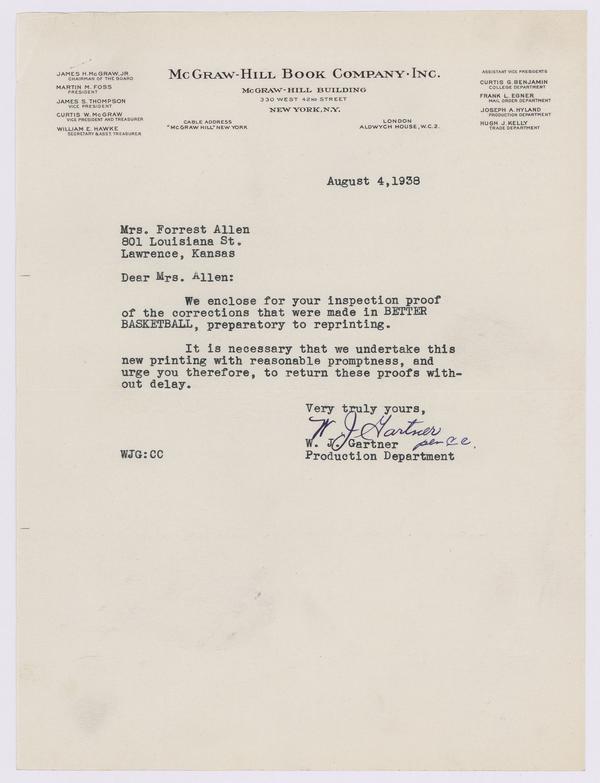 JAMES H. McGRAW, JR.
CHAIRMAN OF THE BOARD
MARTIN M. FOSS
PRESIDENT
JAMES S. THOMPSON
VICE PRESIDENT
CURTIS W. McGRAW
VICE PRESIDENT AND TREASURER
WILLIAM E. HAWKE
SECRETARY & ASST. TREASURER
McGRAW-HILL BOOK COMPANY · INC.
McGRAW-HILL BUILDING
330 WEST 42ND STREET
NEW YORK, N.Y.
CABLE ADDRESS
"McGRAW HILL" NEW YORK
LONDON
ALDWYCH HOUSE, W.C.2.
ASSISTANT VICE PRESIDENTS
CURTIS G. BENJAMIN
COLLEGE DEPARTMENT
FRANK L. EGNER
MAIL ORDER DEPARTMENT
JOSEPH A. HYLAND
PRODUCTION DEPARTMENT
HUGH J. KELLY
TRADE DEPARTMENT
August 4,1938
Mrs. Forrest Allen
801 Louisiana St.
Lawrence, Kansas
Dear Mrs. Allen:
We enclose for your inspection proof
of the corrections that were made in BETTER
BASKETBALL, preparatory to reprinting.
It is necessary that we undertake this
new printing with reasonable promptness, and
urge you therefore, to return these proofs with-
out delay.
Very truly yours,
W J Gartner
per C.C.
W. J. Gartner
WJG:CC
Production Department